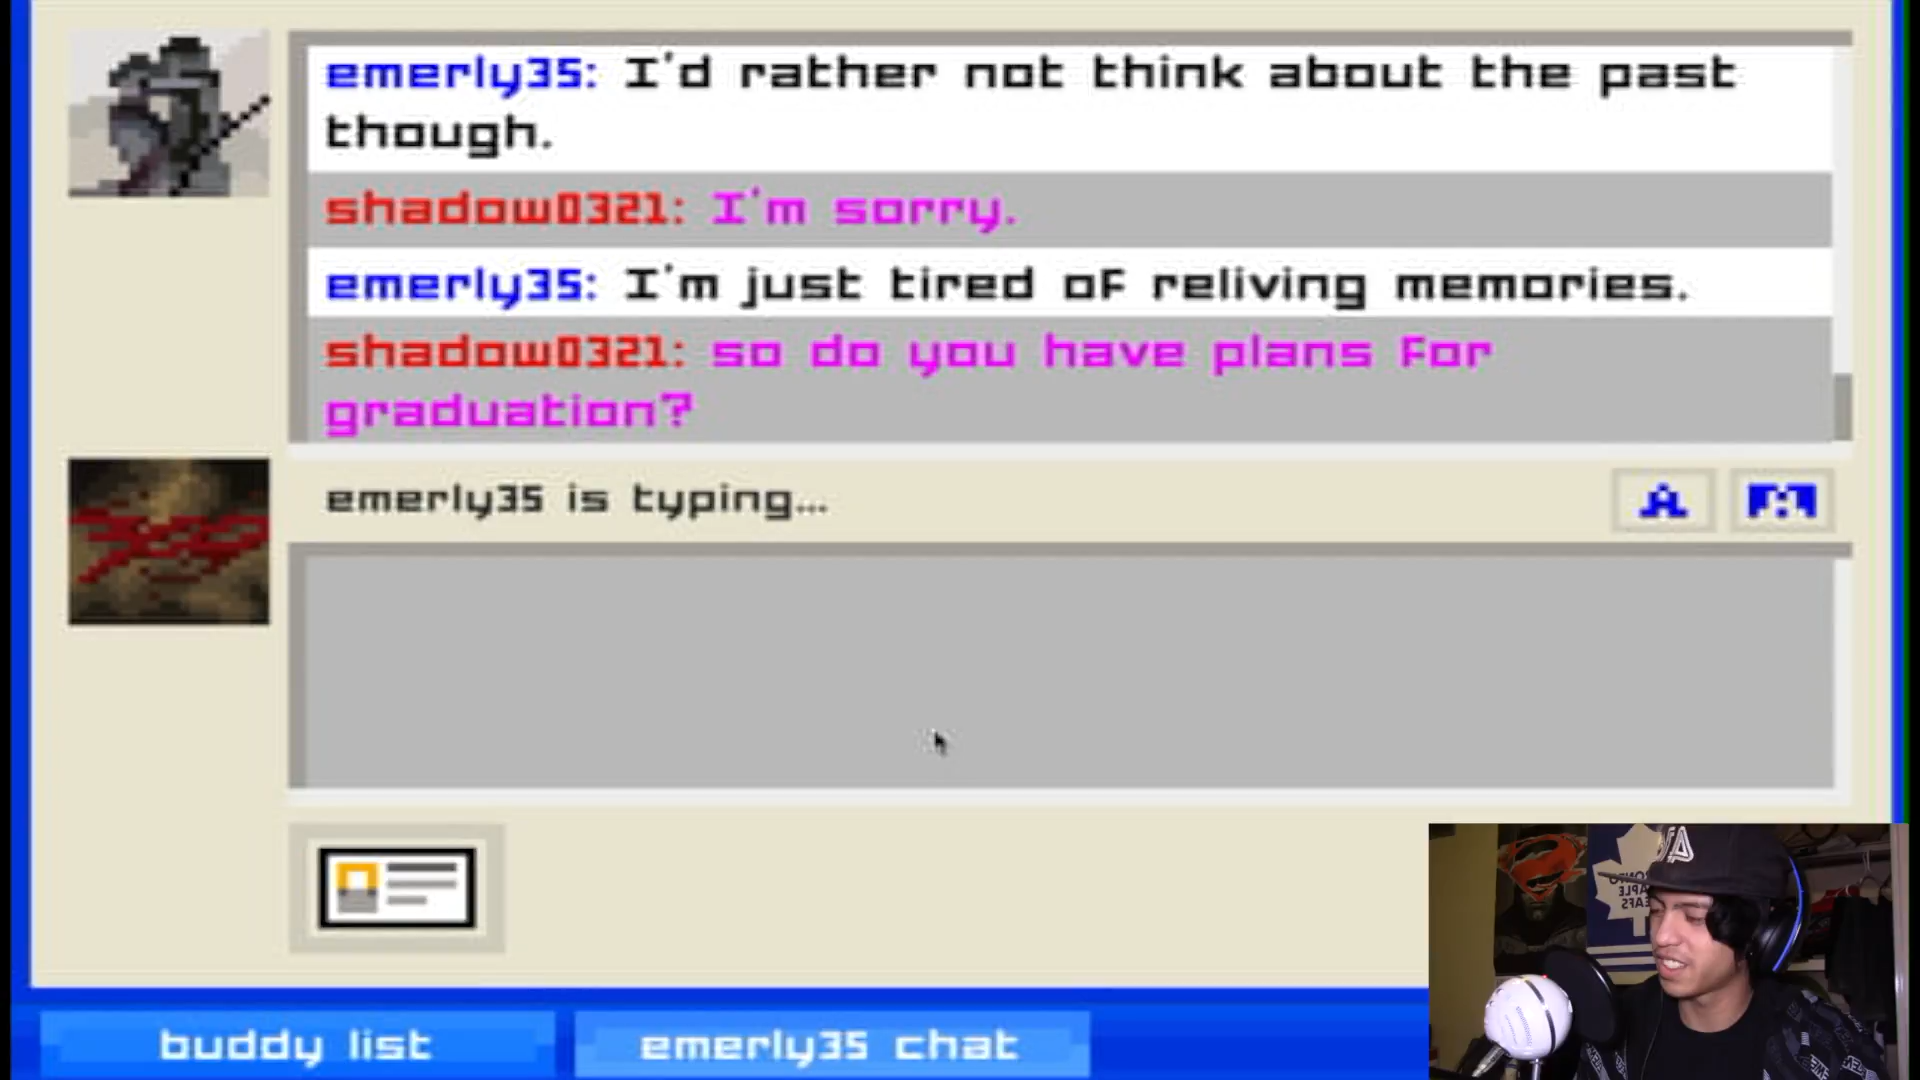 emerly35: I'd rather not think about the past
though.
shadow0321: I'm sorry.
emerly35: I'm just tired of reliving memories.
shadow0321: so do you have plans for
graduation?
emerly35 is typing...
A
buddy list
emerly35 chat